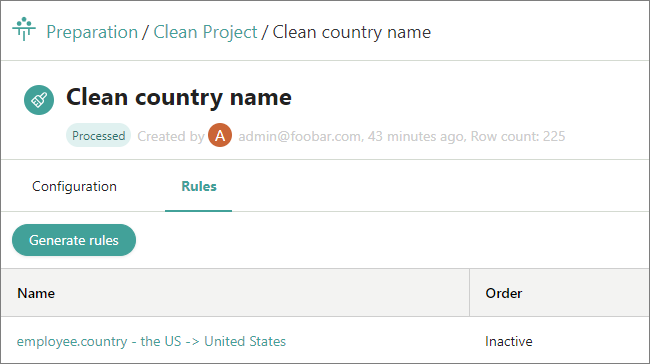 Preparation / Clean Project / Clean country name
Clean country name
Processed Created by A admin@foobar.com, 43 minutes ago, Row count: 225
Configuration Rules
Generate rules
Name Order
employee.country - the US -> United States Inactive